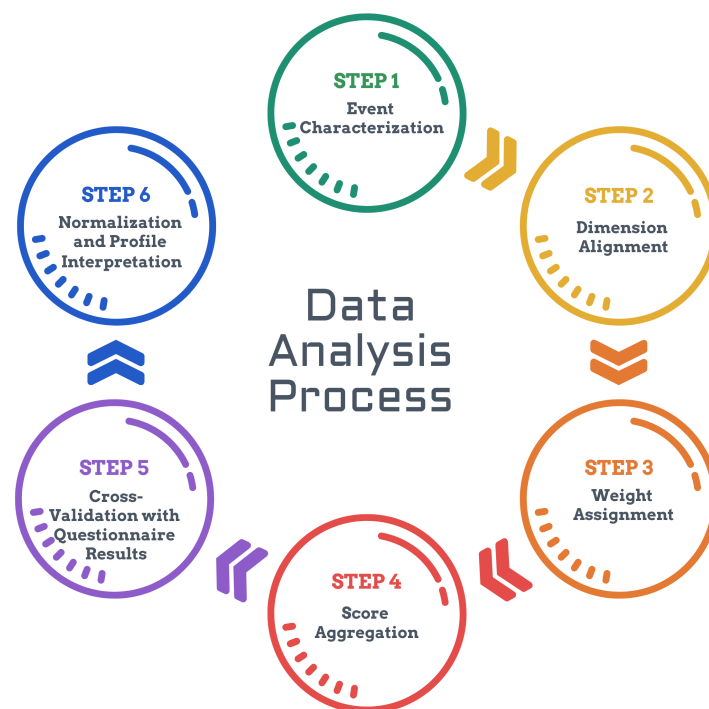 STEP 1
Event
Characterization
STEP 2
Dimension
Alignment
STEP 3
Weight
Assignment
STEP 4
Score
Aggregation
STEP 5
Cross-
Validation with
Questionnaire
Results
STEP 6
Normalization
and Profile
Interpretation
Data
Analysis
Process